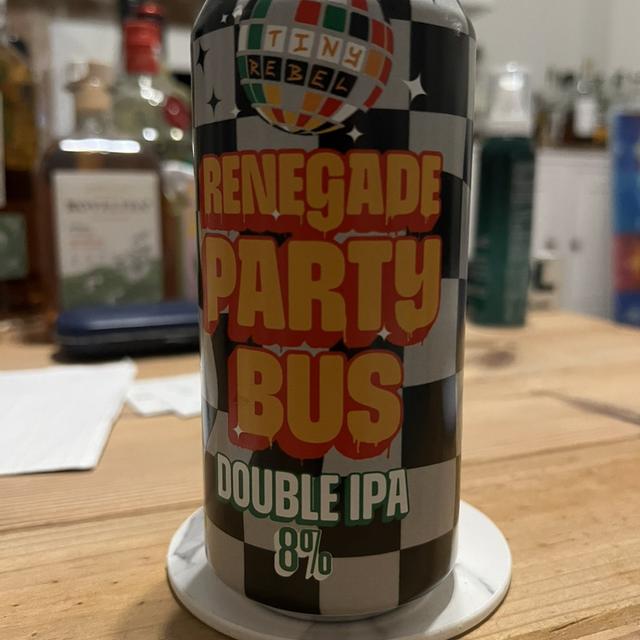 TINY
REBEL
RENEGADE
PARTY
BUS
DOUBLE IPA
8%